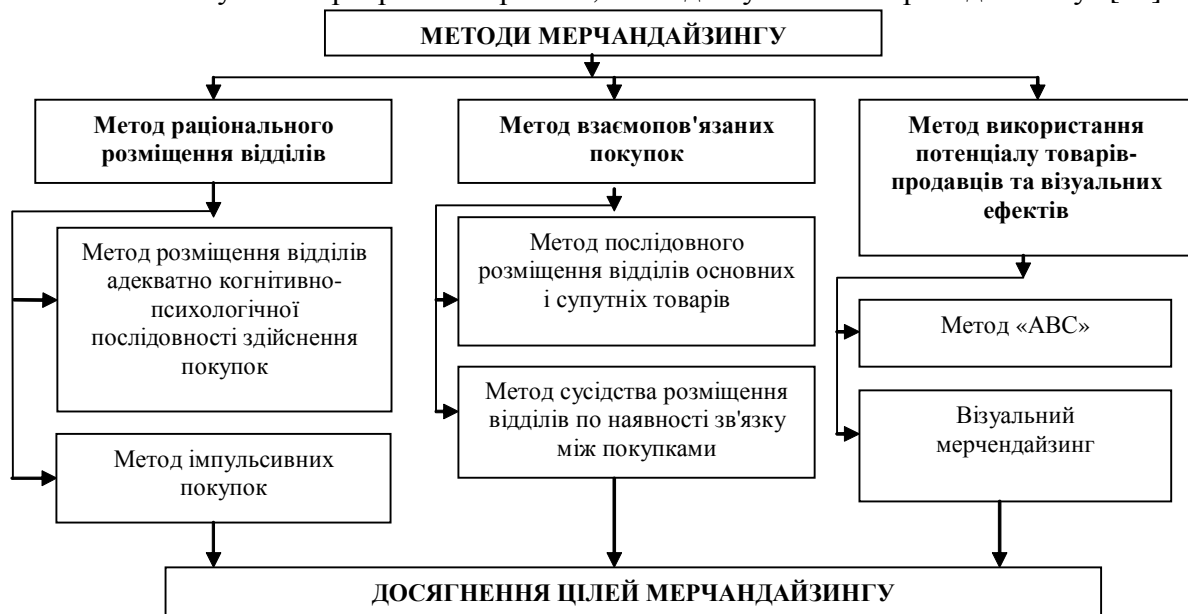 МЕТОДИ МЕРЧАНДАЙЗИНГУ
Метод раціонального
розміщення відділів
Метод розміщення відділів
адекватно когнітивно-
психологічної
послідовності здійснення
покупок
Метод імпульсивних
покупок
Метод взаємопов'язаних
покупок
Метод послідовного
розміщення відділів основних
і супутніх товарів
Метод сусідства розміщення
відділів по наявності зв'язку
між покупками
Метод використання
потенціалу товарів-
продавців та візуальних
ефектів
Метод «АВС»
Візуальний
мерчендайзинг
ДОСЯГНЕННЯ ЦІЛЕЙ МЕРЧАНДАЙЗИНГУ